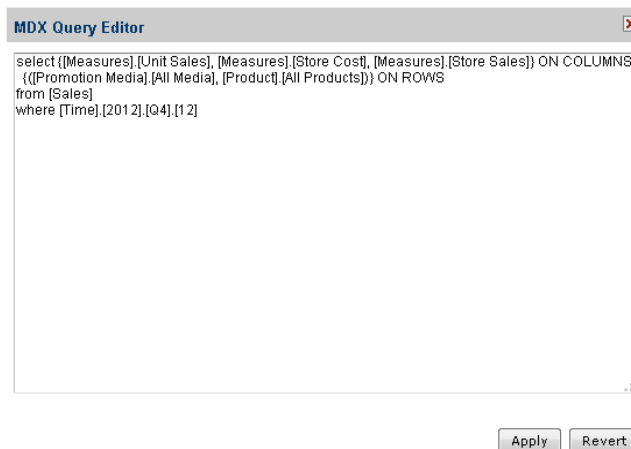 MDX Query Editor
select {[Measures].[Unit Sales], [Measures].[Store Cost], [Measures].[Store Sales]} ON COLUMNS
{([Promotion Media].[All Media], [Product].[All Products])} ON ROWS
from [Sales]
where [Time].[2012].[Q4].[12]
Apply Revert